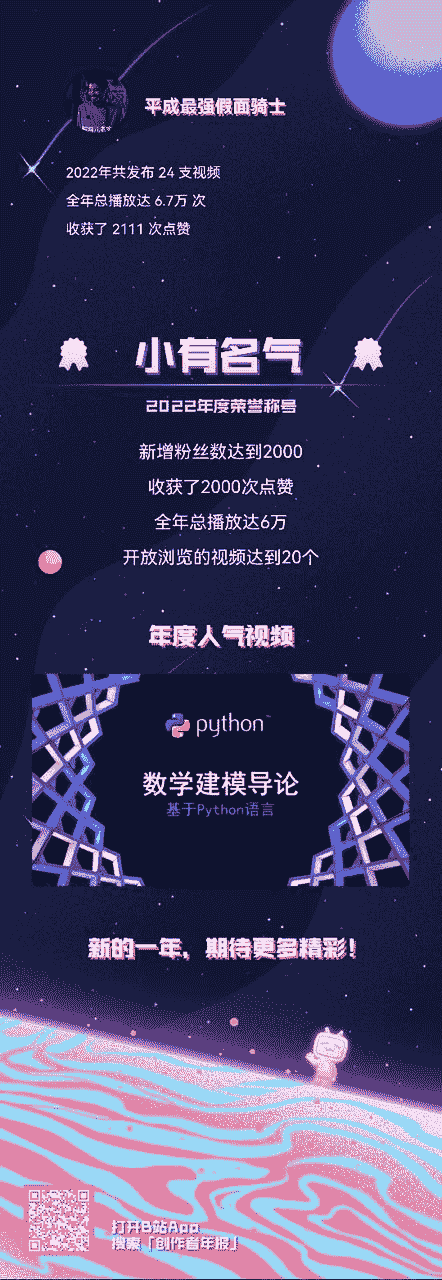 平成最强假面骑士
2022年共发布 24 支视频
全年总播放达 6.7万 次
收获了 2111 次点赞
小有名气
2022年度荣誉称号
新增粉丝数达到2000
收获了2000次点赞
全年总播放达6万
开放浏览的视频达到20个
年度人气视频
python™
数学建模导论
基于Python语言
新的一年，期待更多精彩！
打开B站App
搜索「创作者年报」